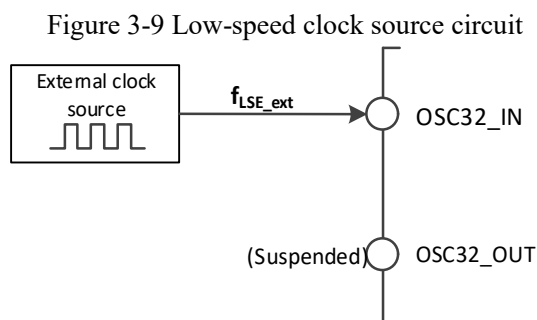 Figure 3-9 Low-speed clock source circuit
External clock
source
fLSE_ext
OSC32_IN
(Suspended)
OSC32_OUT